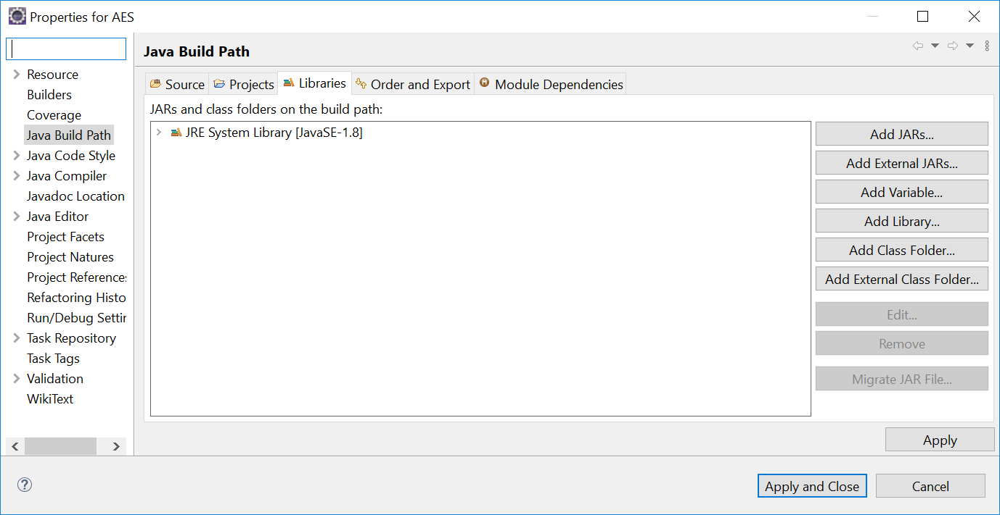 Properties for AES
Java Build Path
Resource
Builders
Coverage
Java Build Path
Java Code Style
Java Compiler
Javadoc Location
Java Editor
Project Facets
Project Natures
Project References
Refactoring Histo
Run/Debug Settin
Task Repository
Task Tags
Validation
WikiText
Source Projects Libraries Order and Export Module Dependencies
JARs and class folders on the build path:
JRE System Library [JavaSE-1.8]
Add JARs...
Add External JARs...
Add Variable...
Add Library...
Add Class Folder...
Add External Class Folder...
Edit...
Remove
Migrate JAR File...
Apply
Apply and Close Cancel